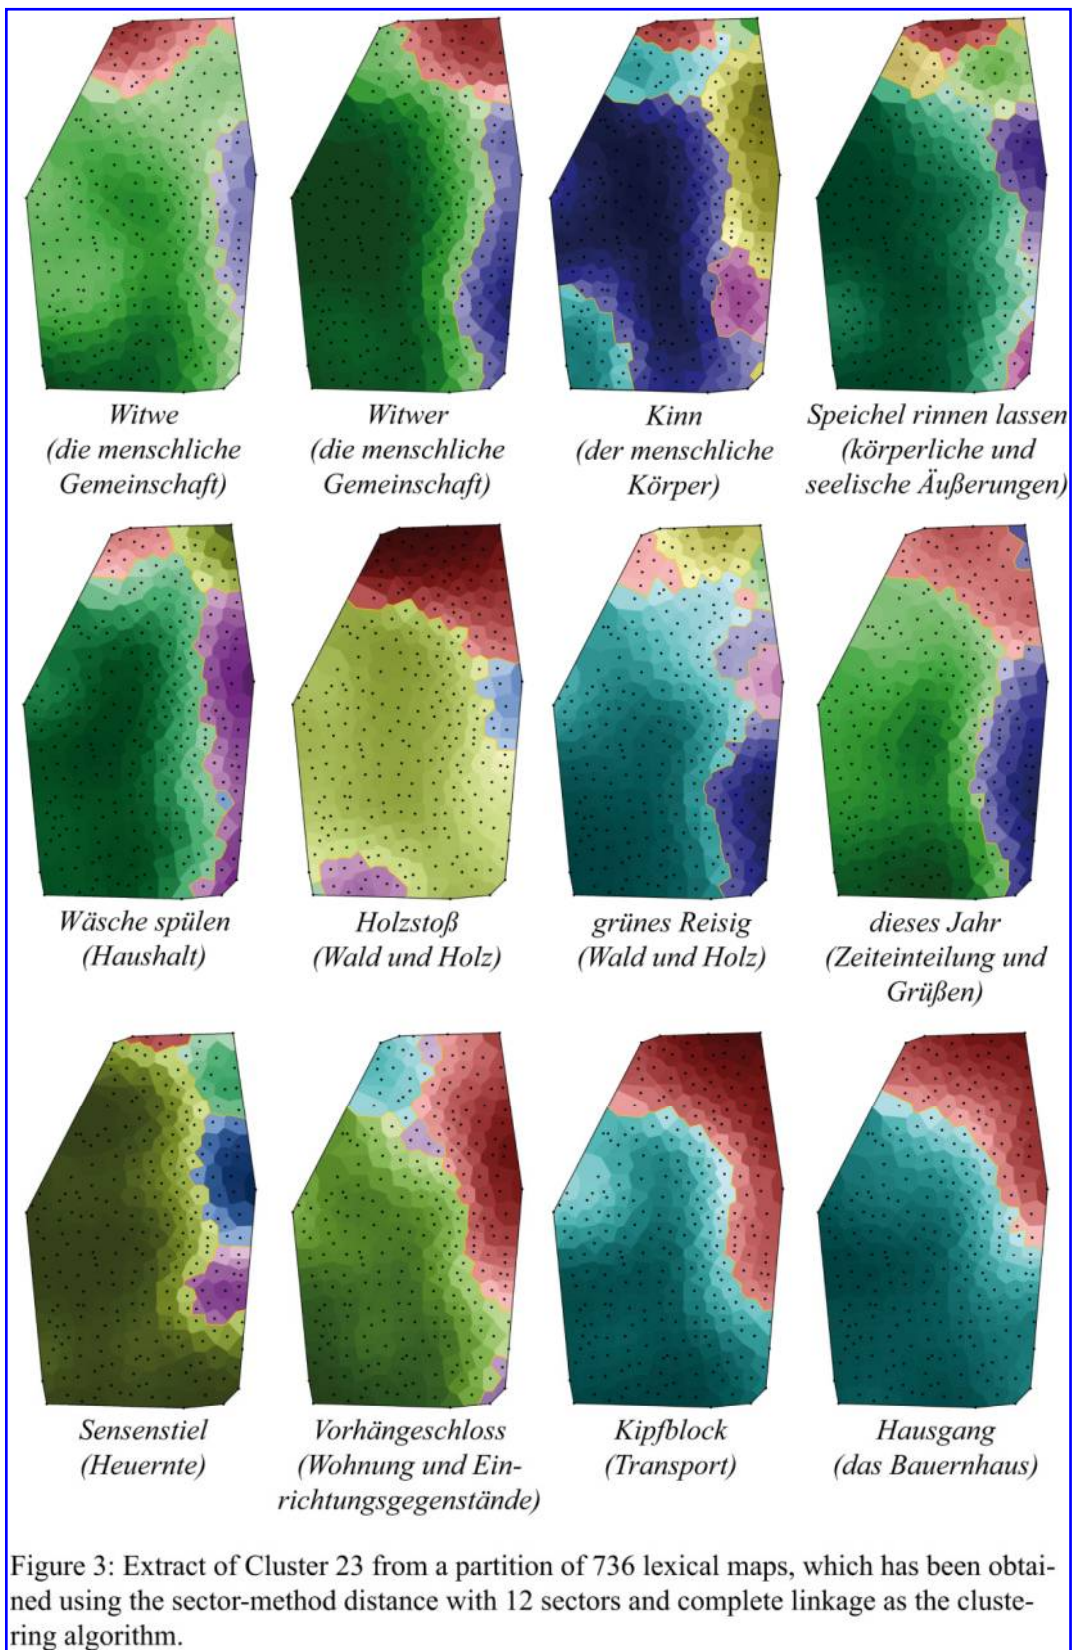 Witwe
(die menschliche
Gemeinschaft)
Witwer
(die menschliche
Gemeinschaft)
Kinn
(der menschliche
Körper)
Speichel rinnen lassen
(körperliche und
seelische Äußerungen)
Wäsche spülen
(Haushalt)
Holzstoß
(Wald und Holz)
grünes Reisig
(Wald und Holz)
dieses Jahr
(Zeiteinteilung und
Grüßen)
Sensenstiel
(Heuernte)
Vorhängeschloss
(Wohnung und Ein-
richtungsgegenstände)
Kipfblock
(Transport)
Hausgang
(das Bauernhaus)
Figure 3: Extract of Cluster 23 from a partition of 736 lexical maps, which has been obtai-
ned using the sector-method distance with 12 sectors and complete linkage as the cluste-
ring algorithm.